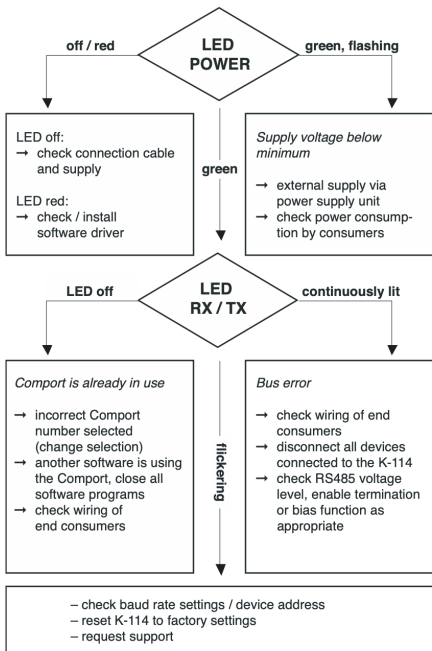 LED
POWER
off / red
green, flashing
LED off:
→ check connection cable
and supply
LED red:
→ check / install
software driver
green
Supply voltage below
minimum
→ external supply via
power supply unit
→ check power consump-
tion by consumers
LED
RX / TX
LED off
continuously lit
Comport is already in use
→ incorrect Comport
number selected
(change selection)
→ another software is using
the Comport, close all
software programs
→ check wiring of
end consumers
flickering
Bus error
→ check wiring of end
consumers
→ disconnect all devices
connected to the K-114
→ check RS485 voltage
level, enable termination
or bias function as
appropriate
– check baud rate settings / device address
– reset K-114 to factory settings
– request support